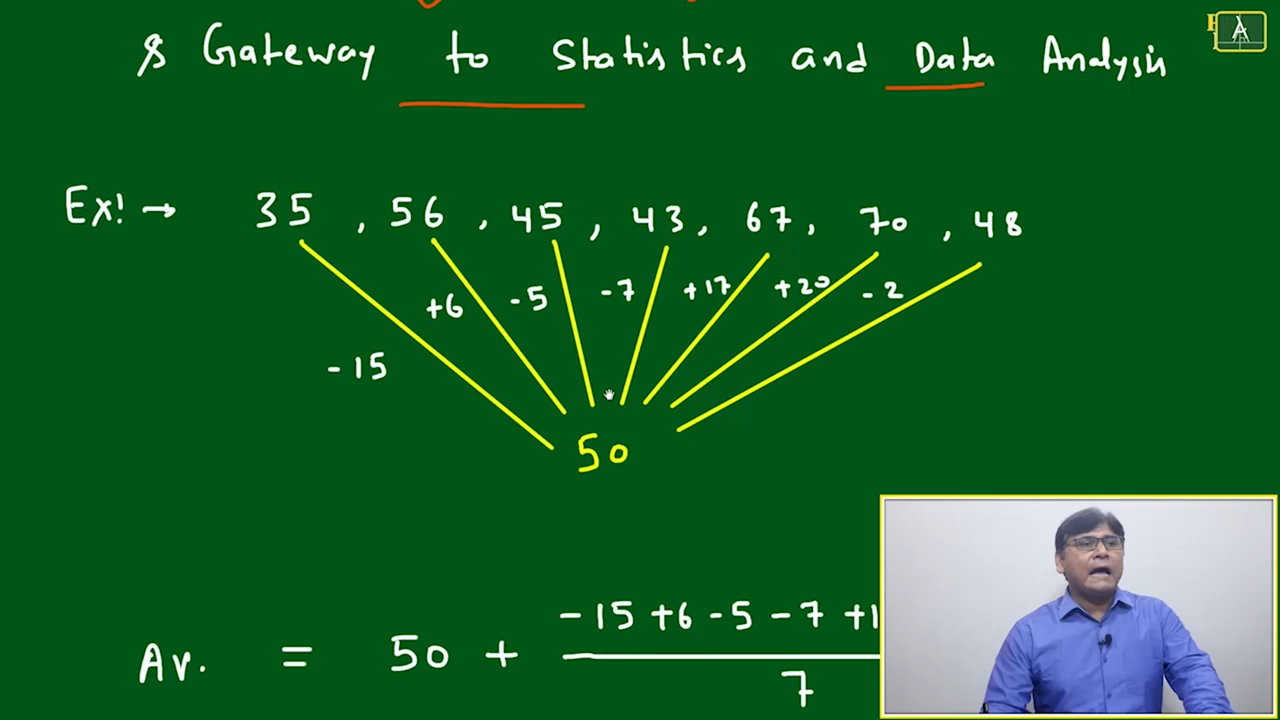 & Gateway to Statistics and Data Analysis
Ex! → 35 , 56 , 45 , 43 , 67 , 70 , 48
-15 +6 -5 -7 +17 +20 -2
50
Av. = 50 + -15 +6 -5 -7 +1
7